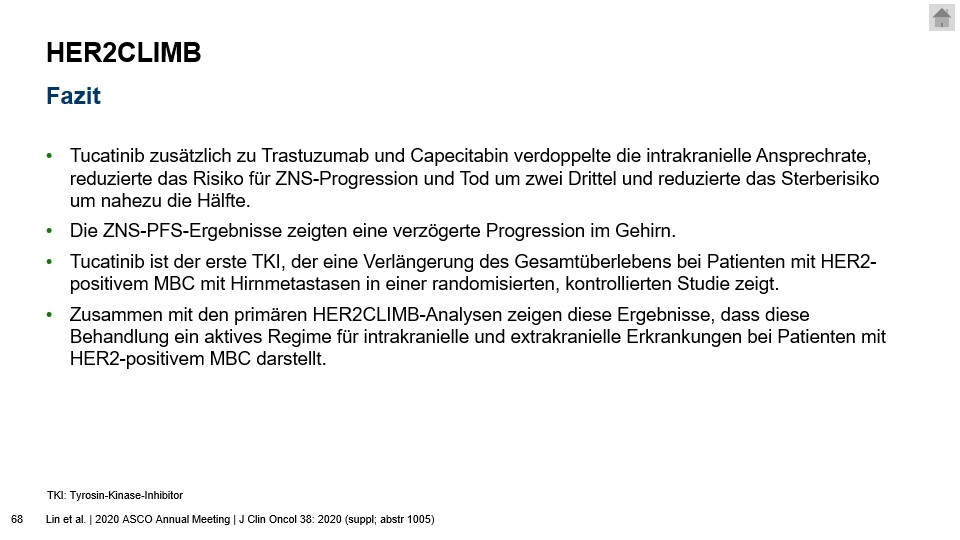 HER2CLIMB
Fazit
• Tucatinib zusätzlich zu Trastuzumab und Capecitabin verdoppelte die intrakranielle Ansprechrate,
reduzierte das Risiko für ZNS-Progression und Tod um zwei Drittel und reduzierte das Sterberisiko
um nahezu die Hälfte.
• Die ZNS-PFS-Ergebnisse zeigten eine verzögerte Progression im Gehirn.
• Tucatinib ist der erste TKI, der eine Verlängerung des Gesamtüberlebens bei Patienten mit HER2-
positivem MBC mit Hirnmetastasen in einer randomisierten, kontrollierten Studie zeigt.
• Zusammen mit den primären HER2CLIMB-Analysen zeigen diese Ergebnisse, dass diese
Behandlung ein aktives Regime für intrakranielle und extrakranielle Erkrankungen bei Patienten mit
HER2-positivem MBC darstellt.
TKI: Tyrosin-Kinase-Inhibitor
68 Lin et al. | 2020 ASCO Annual Meeting | J Clin Oncol 38: 2020 (suppl; abstr 1005)